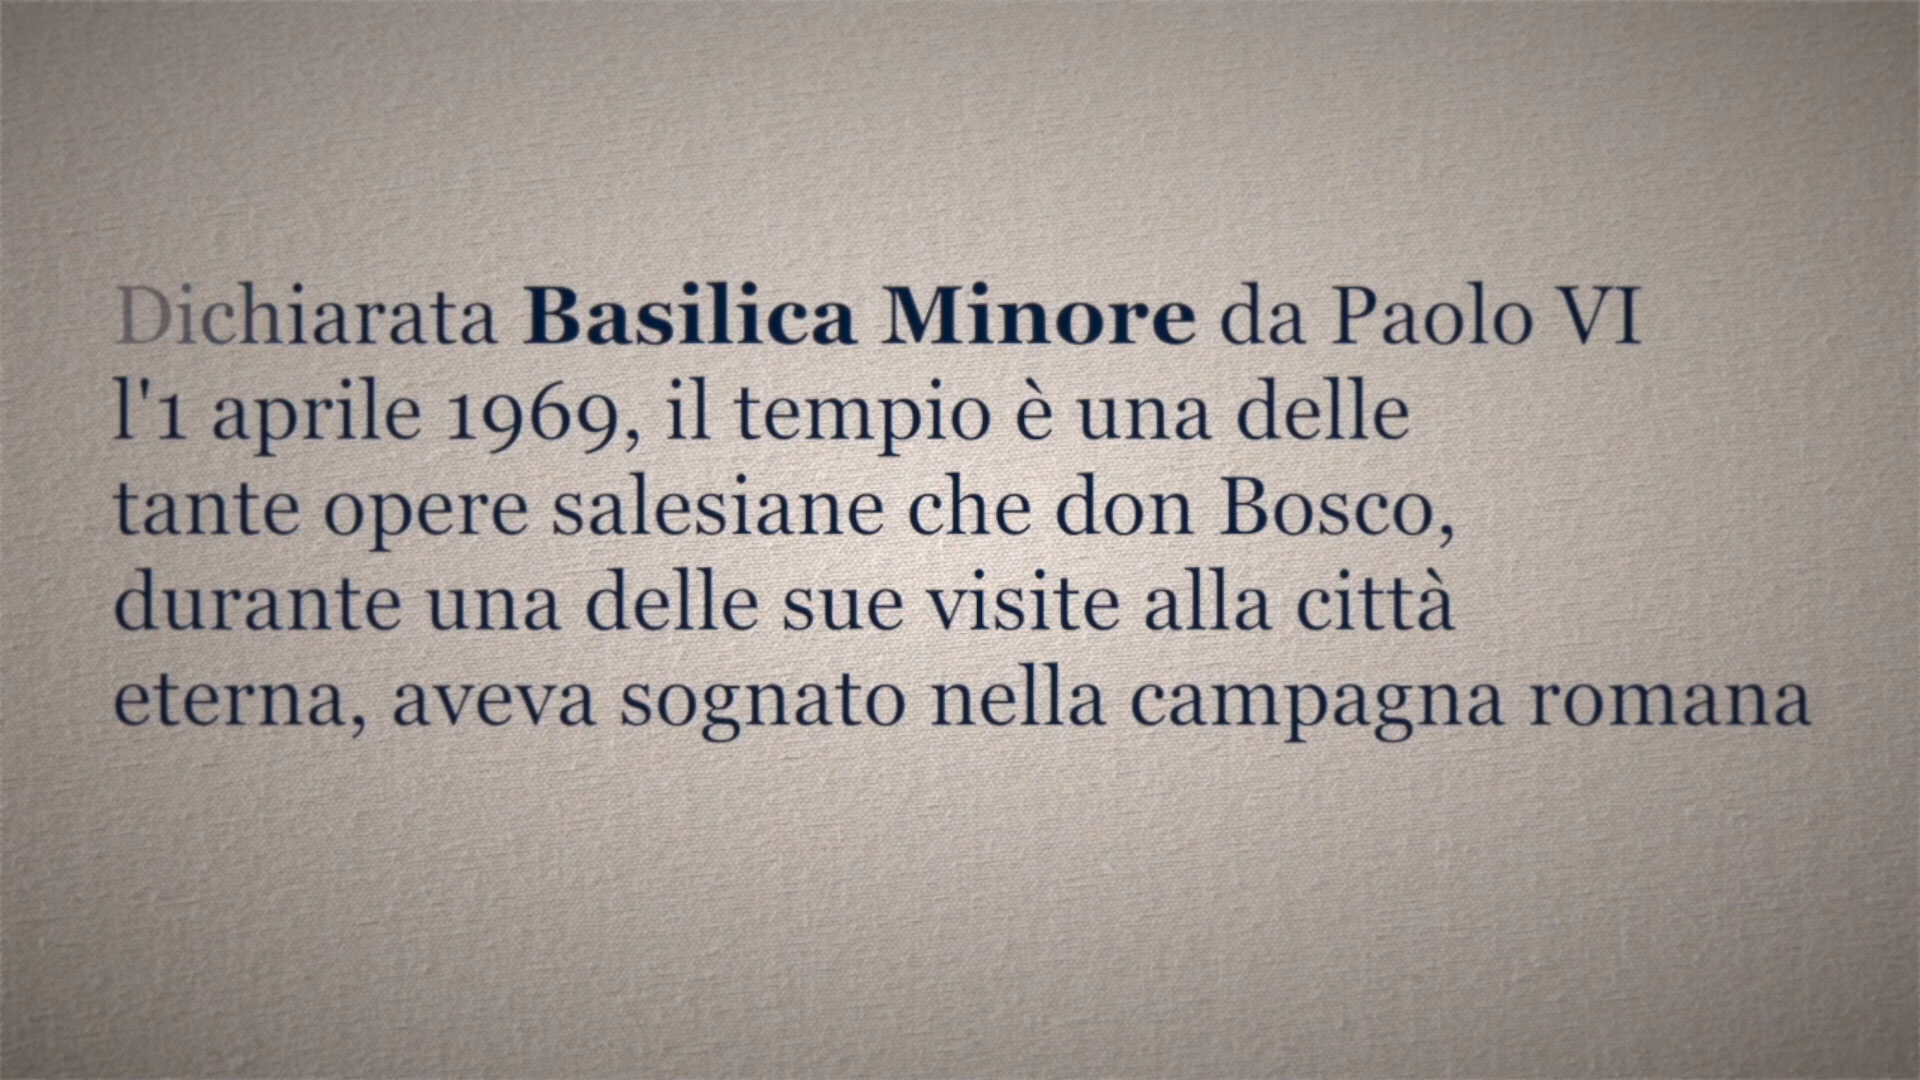 Dichiarata Basilica Minore da Paolo VI
l'1 aprile 1969, il tempio è una delle
tante opere salesiane che don Bosco,
durante una delle sue visite alla città
eterna, aveva sognato nella campagna romana